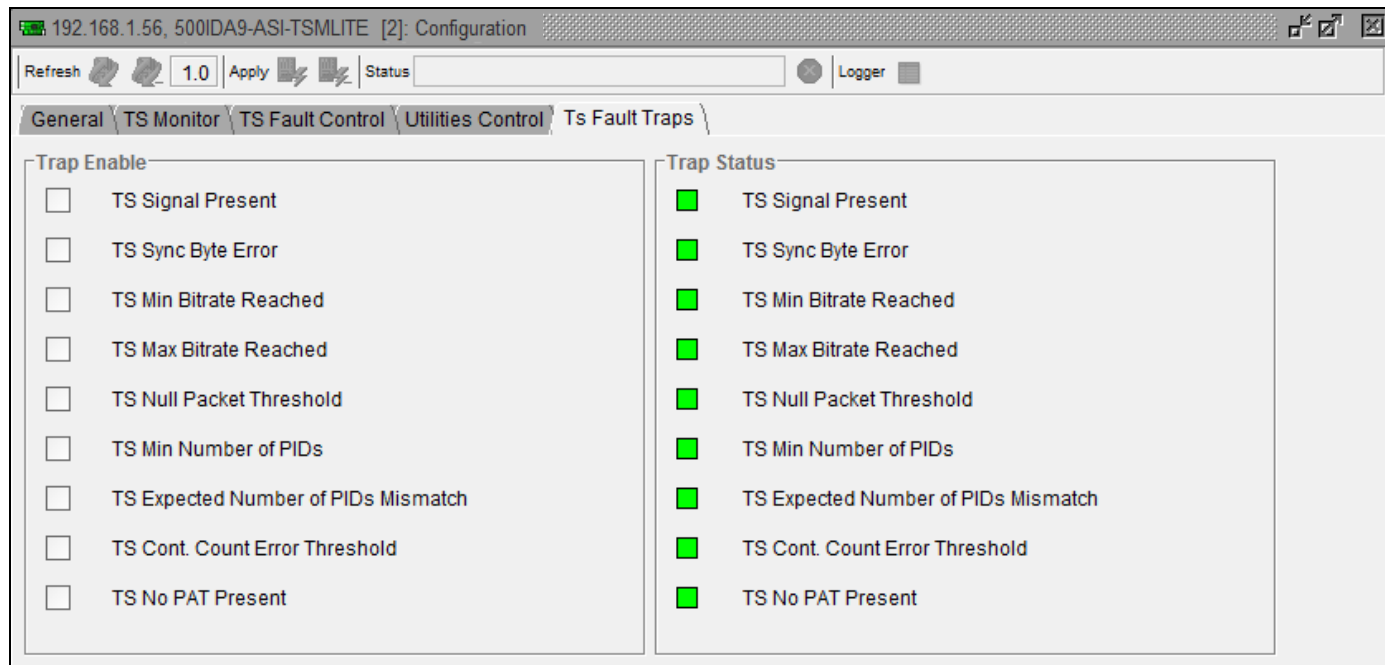 192.168.1.56, 500IDA9-ASI-TSMLITE [2]: Configuration
Refresh 1.0 Apply Status Logger
General TS Monitor TS Fault Control Utilities Control Ts Fault Traps
Trap Enable
TS Signal Present
TS Sync Byte Error
TS Min Bitrate Reached
TS Max Bitrate Reached
TS Null Packet Threshold
TS Min Number of PIDs
TS Expected Number of PIDs Mismatch
TS Cont. Count Error Threshold
TS No PAT Present
Trap Status
TS Signal Present
TS Sync Byte Error
TS Min Bitrate Reached
TS Max Bitrate Reached
TS Null Packet Threshold
TS Min Number of PIDs
TS Expected Number of PIDs Mismatch
TS Cont. Count Error Threshold
TS No PAT Present